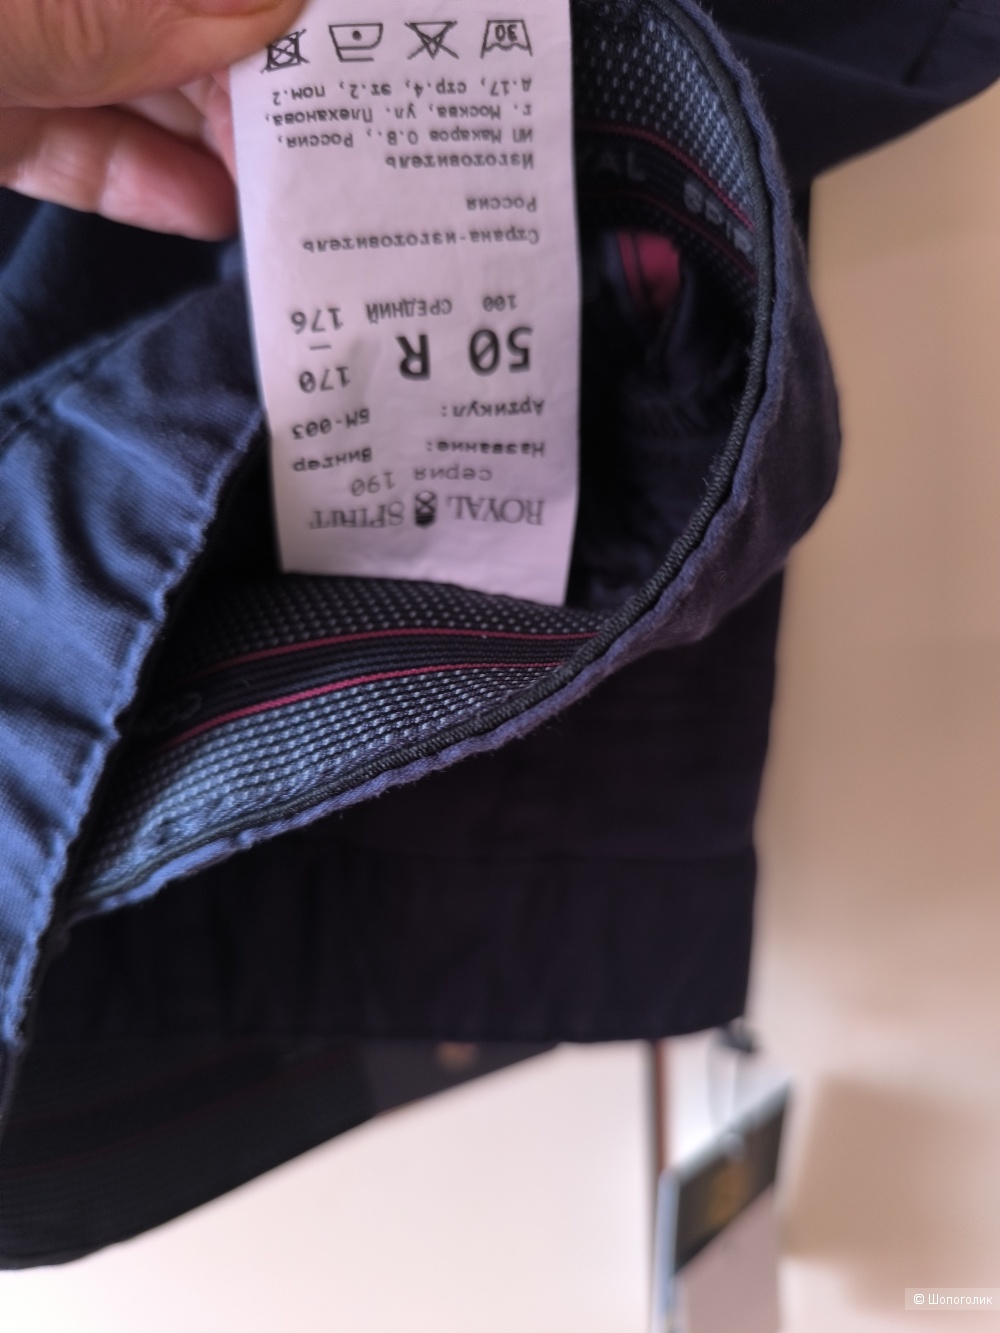 ROYAL SPIRIT
серия 190
Название: Винтер
Артикул: БМ-003
50 R 170
–
100 СРЕДНИЙ 176
Страна-изготовитель
Россия
Изготовитель
ИП Макаров О.В., Россия,
г. Москва, ул. Плеханова,
д.17, стр.4, эт.2, пом.2
30
© Шопоголик